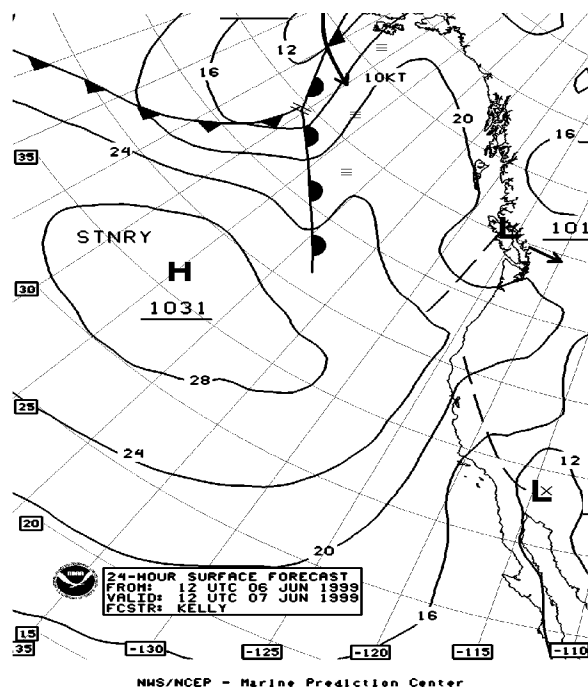 12
16
10KT
20
16
24
35
STNRY
H
1031
L
101
30
28
25
24
12
L
20
20
24-HOUR SURFACE FORECAST
FROM: 12 UTC 06 JUN 1999
VALID: 12 UTC 07 JUN 1999
FCSTR: KELLY
16
15
35
-130
-125
-120
-115
-110
NWS/NCEP - Marine Prediction Center